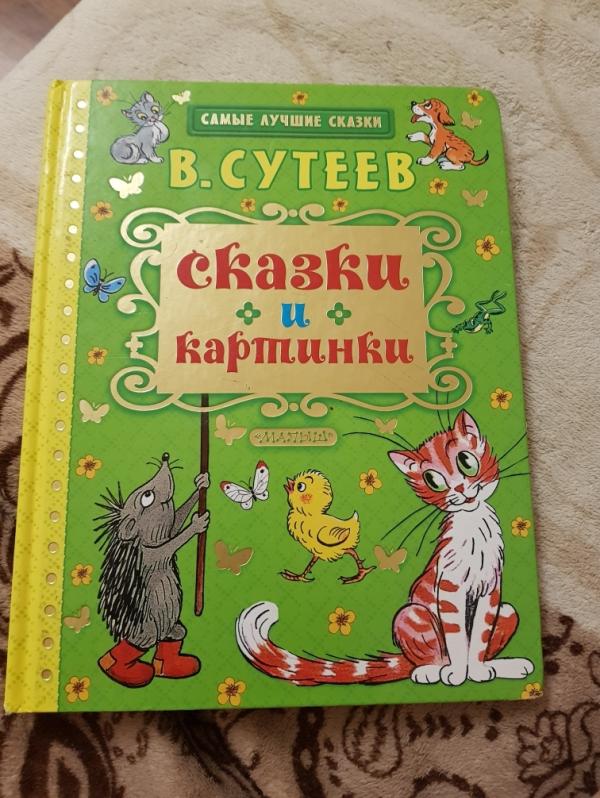 САМЫЕ ЛУЧШИЕ СКАЗКИ
В. СУТЕЕВ
Сказки
и
картинки
«МАЛЫШ»